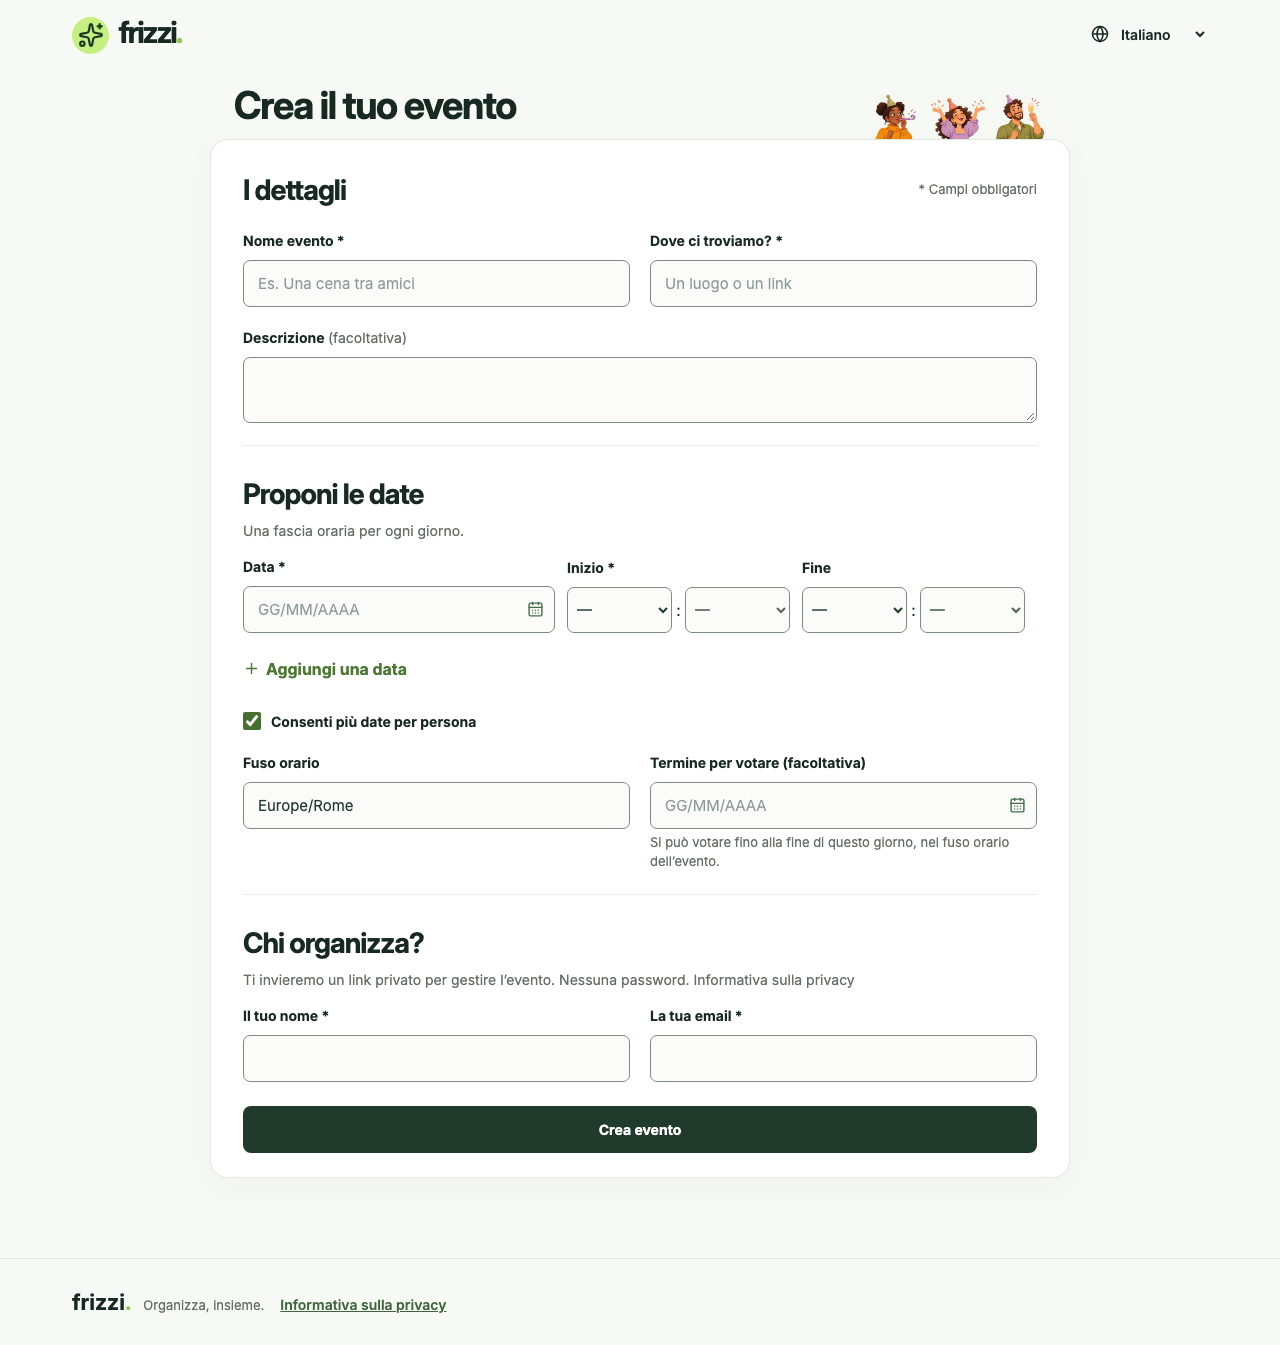 frizzi.
Italiano
Crea il tuo evento
I dettagli
* Campi obbligatori
Nome evento *
Dove ci troviamo? *
Es. Una cena tra amici
Un luogo o un link
Descrizione (facoltativa)
Proponi le date
Una fascia oraria per ogni giorno.
Data *
Inizio *
Fine
GG/MM/AAAA
— : —
— : —
+ Aggiungi una data
Consenti più date per persona
Fuso orario
Termine per votare (facoltativa)
Europe/Rome
GG/MM/AAAA
Si può votare fino alla fine di questo giorno, nel fuso orario
dell’evento.
Chi organizza?
Ti invieremo un link privato per gestire l’evento. Nessuna password. Informativa sulla privacy
Il tuo nome *
La tua email *
Crea evento
frizzi. Organizza, insieme. Informativa sulla privacy